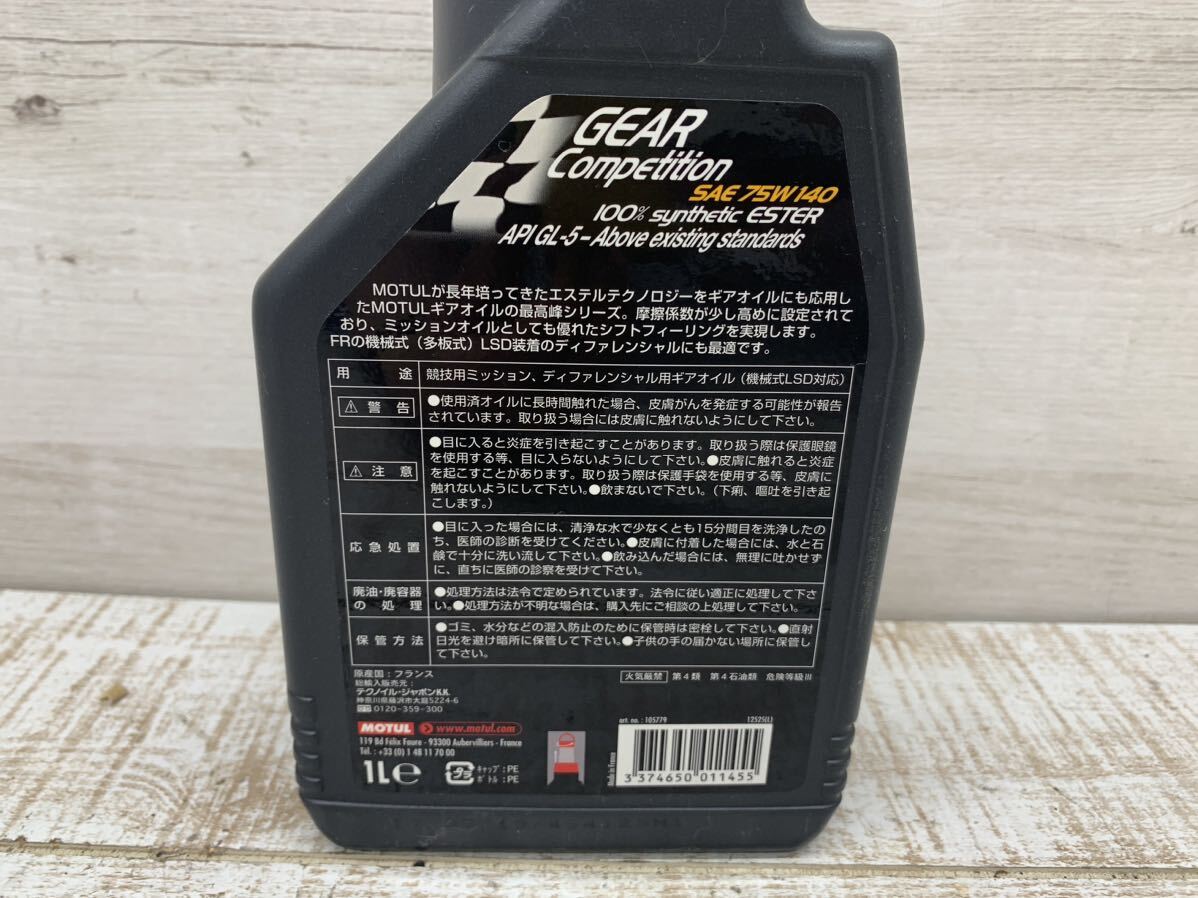 GEAR
Competition
SAE 75W140
100% synthetic ESTER
API GL-5 – Above existing standards
MOTULが長年培ってきたエステルテクノロジーをギアオイルにも応用し
たMOTULギアオイルの最高峰シリーズ。摩擦係数が少し高めに設定されて
おり、ミッションオイルとしても優れたシフトフィーリングを実現します。
FRの機械式（多板式）LSD装着のディファレンシャルにも最適です。
用途 競技用ミッション、ディファレンシャル用ギアオイル（機械式LSD対応）
⚠警告 ●使用済オイルに長時間触れた場合、皮膚がんを発症する可能性が報告
されています。取り扱う場合には皮膚に触れないようにして下さい。
⚠注意 ●目に入ると炎症を引き起こすことがあります。取り扱う際は保護眼鏡
を使用する等、目に入らないようにして下さい。●皮膚に触れると炎症
を起こすことがあります。取り扱う際は保護手袋を使用する等、皮膚に
触れないようにして下さい。●飲まないで下さい。（下痢、嘔吐を引き起
こします。）
応急処置 ●目に入った場合には、清浄な水で少なくとも15分間目を洗浄したの
ち、医師の診断を受けてください。●皮膚に付着した場合には、水と石
鹸で十分に洗い流して下さい。●飲み込んだ場合には、無理に吐かせず
に、直ちに医師の診察を受けて下さい。
廃油・廃容器
の処理
●処理方法は法令で定められています。法令に従い適正に処理して下さ
い。●処理方法が不明な場合は、購入先にご相談の上処理して下さい。
保管方法 ●ゴミ、水分などの混入防止のために保管時は密栓して下さい。●直射
日光を避け暗所に保管して下さい。●子供の手の届かない場所に保管し
て下さい。
原産国：フランス
総輸入販売元：
テクノイル・ジャポンK.K.
神奈川県藤沢市大庭5224-6
0120-359-300
火気厳禁 第４類 第４石油類 危険等級Ⅲ
MOTUL www.motul.com
119 Bd Félix Faure - 93300 Aubervilliers - France
Tél. : +33 (0) 1 48 11 70 00
1L℮
プラ
キャップ：PE
ボトル：PE
art. no. : 105779 12525(L)
Made in France
3 374650 011455